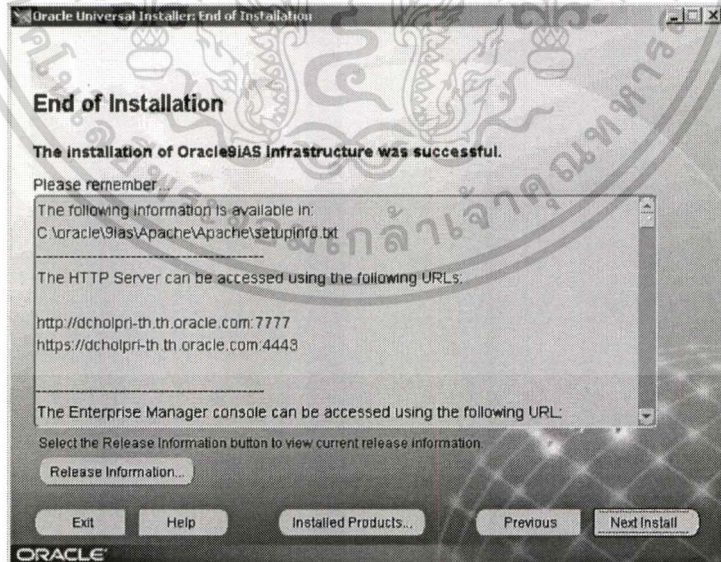 Oracle Universal Installer: End of Installation
End of Installation
The installation of Oracle9iAS Infrastructure was successful.
Please remember...
The following information is available in:
C:\oracle\9ias\Apache\Apache\setupinfo.txt
----------------------------------------
The HTTP Server can be accessed using the following URLs:
http://dcholpri-th.th.oracle.com:7777
https://dcholpri-th.th.oracle.com:4443
----------------------------------------
The Enterprise Manager console can be accessed using the following URL:
Select the Release Information button to view current release information.
Release Information...
Exit Help Installed Products... Previous Next Install
ORACLE